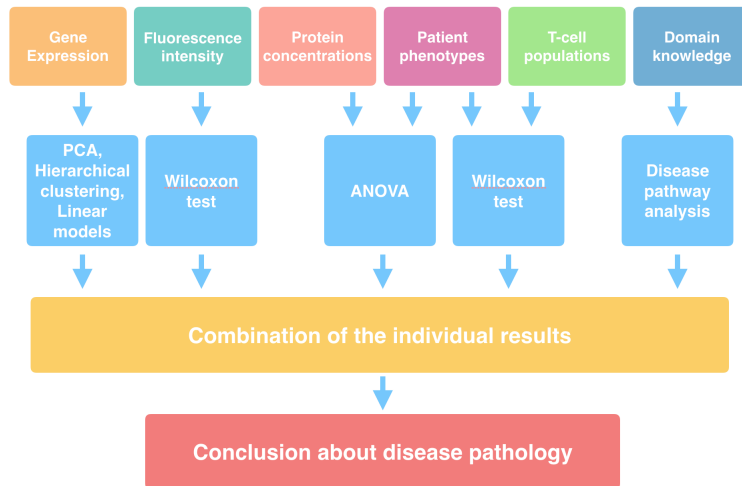 Gene
Expression
Fluorescence
intensity
Protein
concentrations
Patient
phenotypes
T-cell
populations
Domain
knowledge
PCA,
Hierarchical
clustering,
Linear
models
Wilcoxon
test
ANOVA
Wilcoxon
test
Disease
pathway
analysis
Combination of the individual results
Conclusion about disease pathology